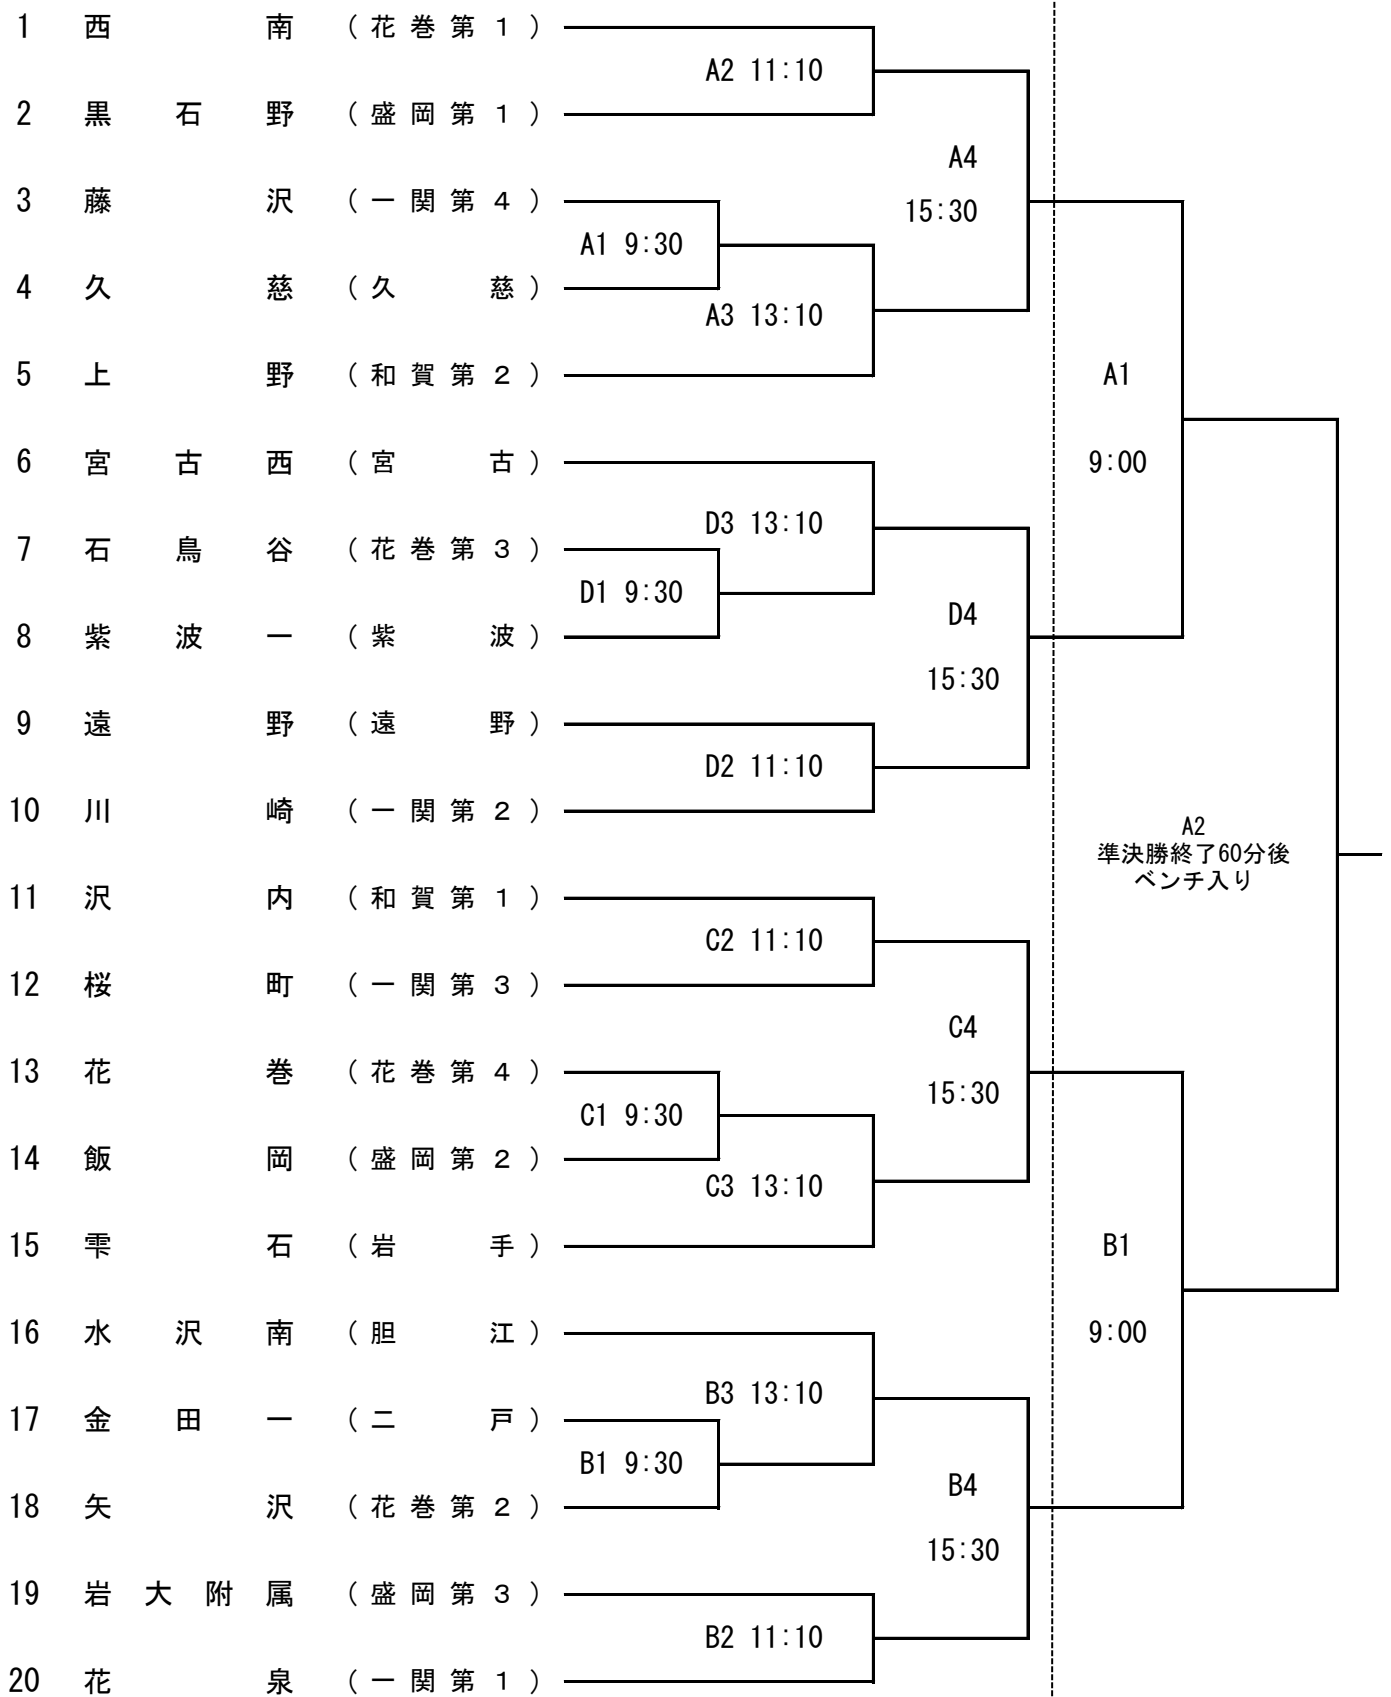 1 西南 (花巻第1)
A2 11:10
2 黒石野 (盛岡第1)
A4
15:30
3 藤沢 (一関第4)
A1 9:30
4 久慈 (久慈)
A3 13:10
5 上野 (和賀第2)
A1
9:00
6 宮古西 (宮古)
D3 13:10
7 石鳥谷 (花巻第3)
D1 9:30
8 紫波一 (紫波)
D4
15:30
9 遠野 (遠野)
D2 11:10
10 川崎 (一関第2)
A2
準決勝終了60分後
ベンチ入り
11 沢内 (和賀第1)
C2 11:10
12 桜町 (一関第3)
C4
15:30
13 花巻 (花巻第4)
C1 9:30
14 飯岡 (盛岡第2)
C3 13:10
15 雫石 (岩手)
B1
9:00
16 水沢南 (胆江)
B3 13:10
17 金田一 (二戸)
B1 9:30
18 矢沢 (花巻第2)
B4
15:30
19 岩大附属 (盛岡第3)
B2 11:10
20 花泉 (一関第1)